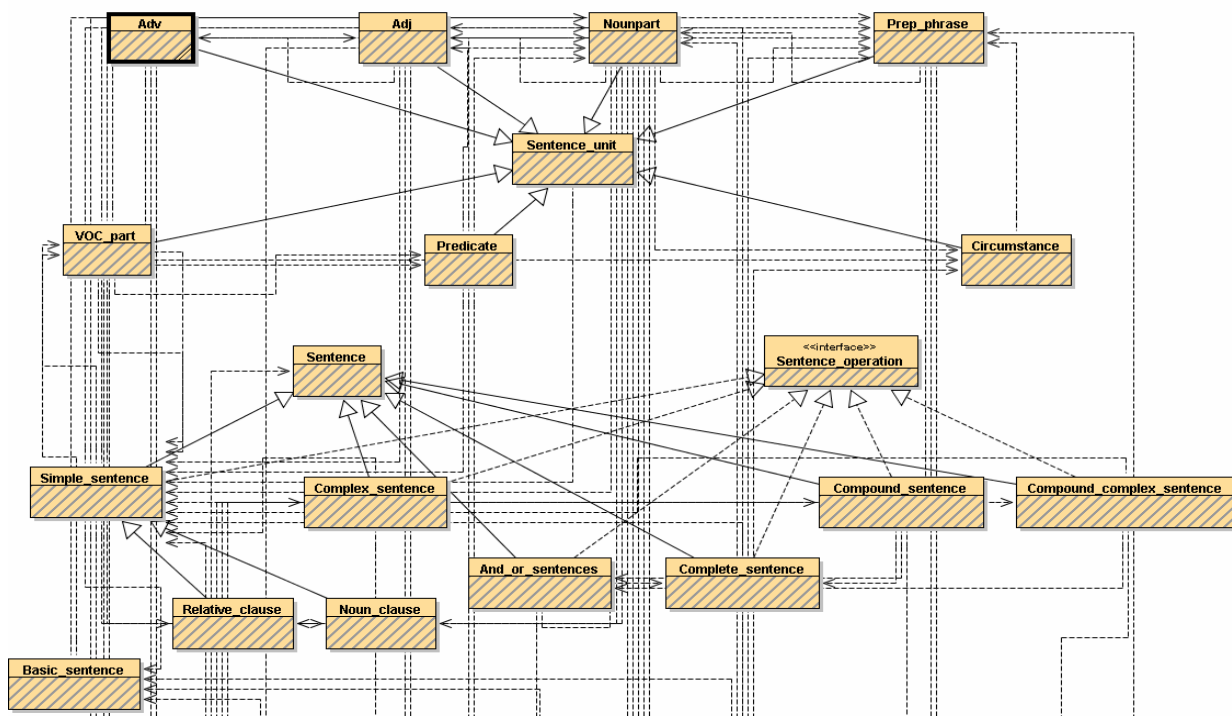 Adv
Adj
Nounpart
Prep_phrase
Sentence_unit
VOC_part
Predicate
Circumstance
Sentence
<<interface>>
Sentence_operation
Simple_sentence
Complex_sentence
Compound_sentence
Compound_complex_sentence
And_or_sentences
Complete_sentence
Relative_clause
Noun_clause
Basic_sentence